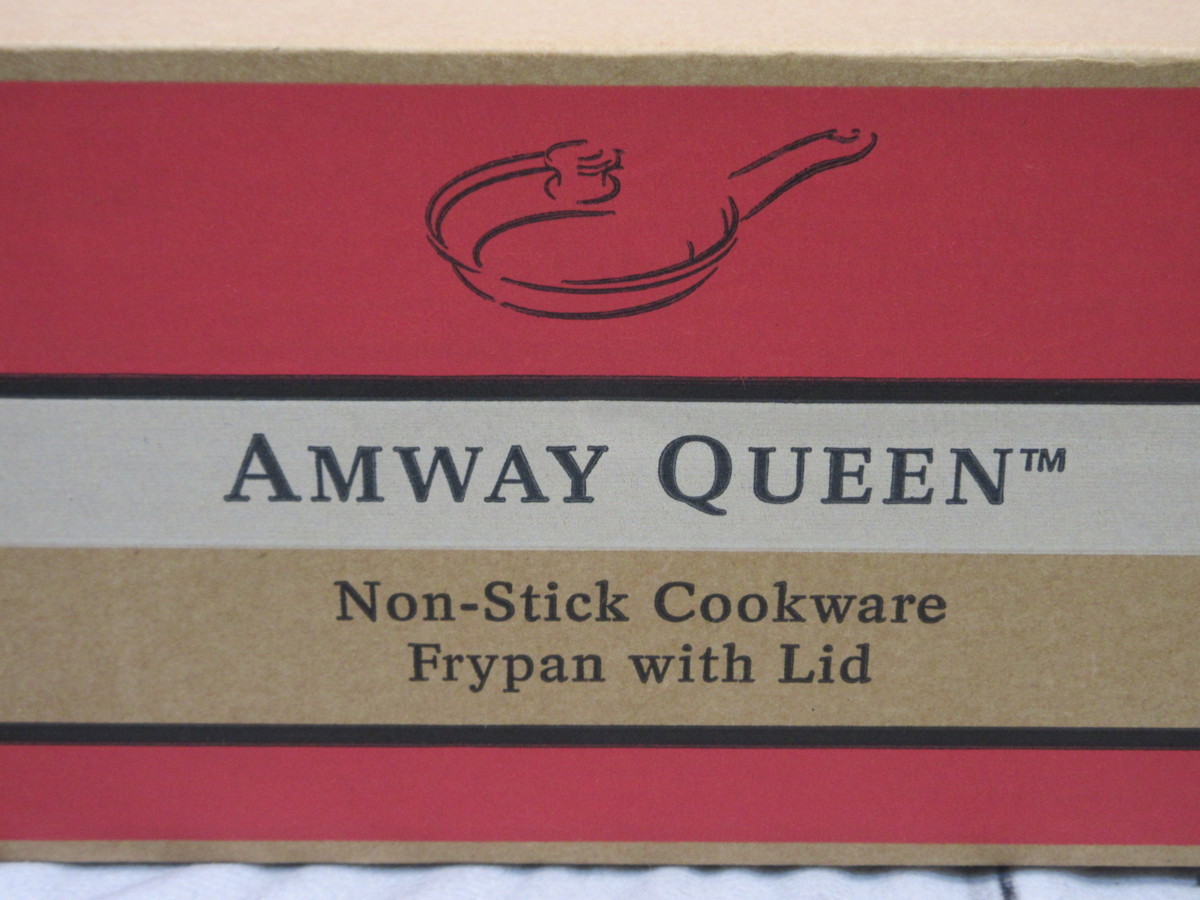 AMWAY QUEEN™
Non-Stick Cookware
Frypan with Lid